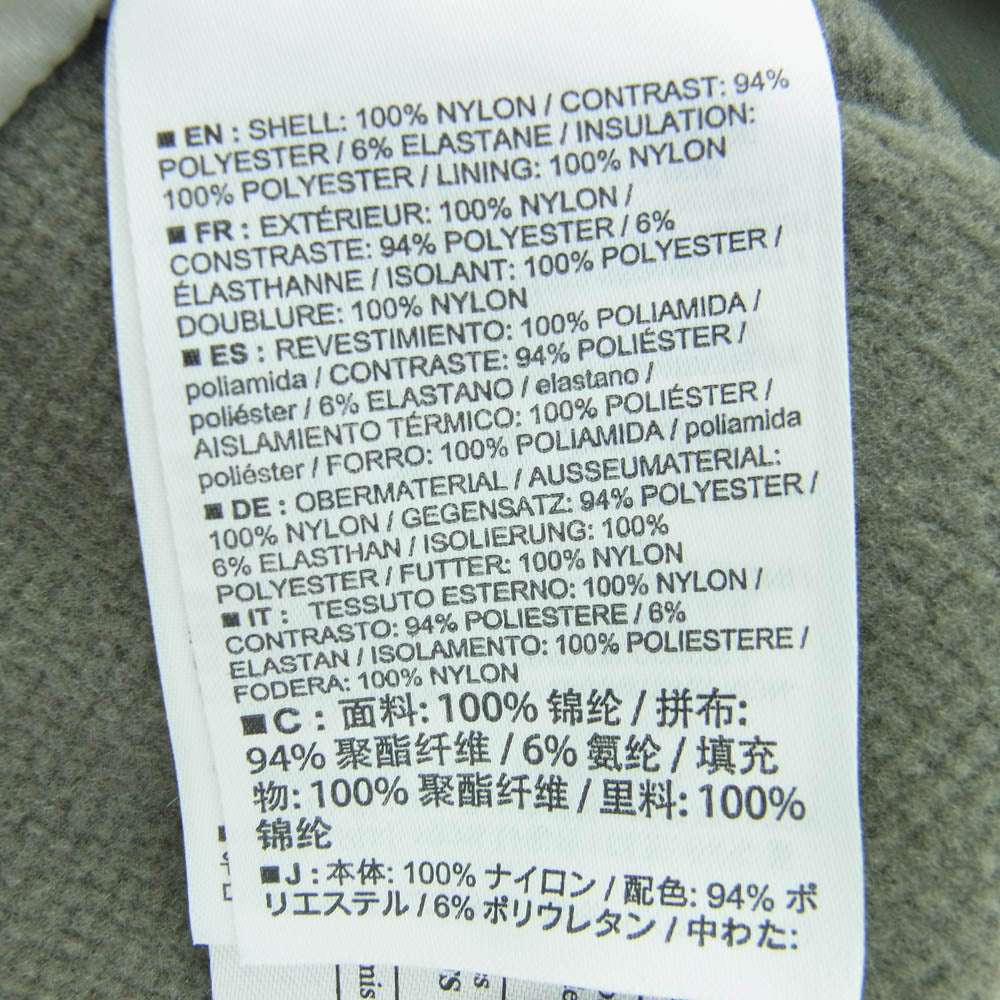 ■ EN : SHELL: 100% NYLON / CONTRAST: 94%
POLYESTER / 6% ELASTANE / INSULATION:
100% POLYESTER / LINING: 100% NYLON
■ FR : EXTÉRIEUR: 100% NYLON /
CONSTRASTE: 94% POLYESTER / 6%
ÉLASTHANNE / ISOLANT: 100% POLYESTER /
DOUBLURE: 100% NYLON
■ ES : REVESTIMIENTO: 100% POLIAMIDA /
poliamida / CONTRASTE: 94% POLIÉSTER /
poliéster / 6% ELASTANO / elastano /
AISLAMIENTO TÉRMICO: 100% POLIÉSTER /
poliéster / FORRO: 100% POLIAMIDA / poliamida
■ DE : OBERMATERIAL / AUSSEUMATERIAL:
100% NYLON / GEGENSATZ: 94% POLYESTER /
6% ELASTHAN / ISOLIERUNG: 100%
POLYESTER / FUTTER: 100% NYLON
■ IT : TESSUTO ESTERNO: 100% NYLON /
CONTRASTO: 94% POLIESTERE / 6%
ELASTAN / ISOLAMENTO: 100% POLIESTERE /
FODERA: 100% NYLON
■ C : 面料: 100% 锦纶 / 拼布:
94% 聚酯纤维 / 6% 氨纶 / 填充
物: 100% 聚酯纤维 / 里料: 100%
锦纶
■ J : 本体: 100% ナイロン / 配色: 94% ポ
リエステル / 6% ポリウレタン / 中わた: